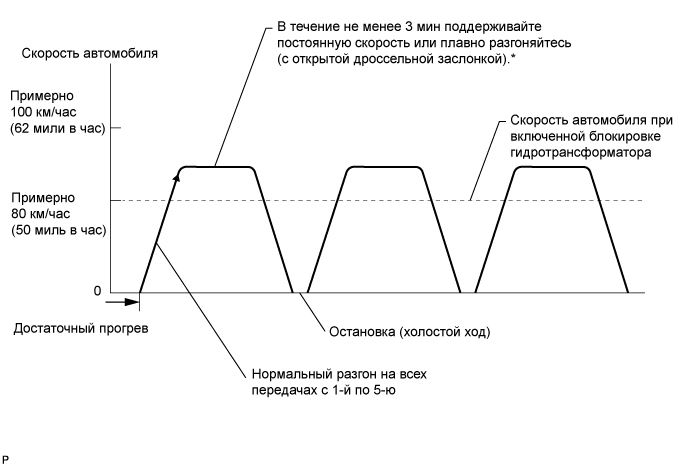 В течение не менее 3 мин поддерживайте
постоянную скорость или плавно разгоняйтесь
(с открытой дроссельной заслонкой).*
Скорость автомобиля
Примерно
100 км/час
(62 мили в час)
Скорость автомобиля при
включенной блокировке
гидротрансформатора
Примерно
80 км/час
(50 миль в час)
0
Достаточный прогрев
Остановка (холостой ход)
Нормальный разгон на всех
передачах с 1-й по 5-ю
P